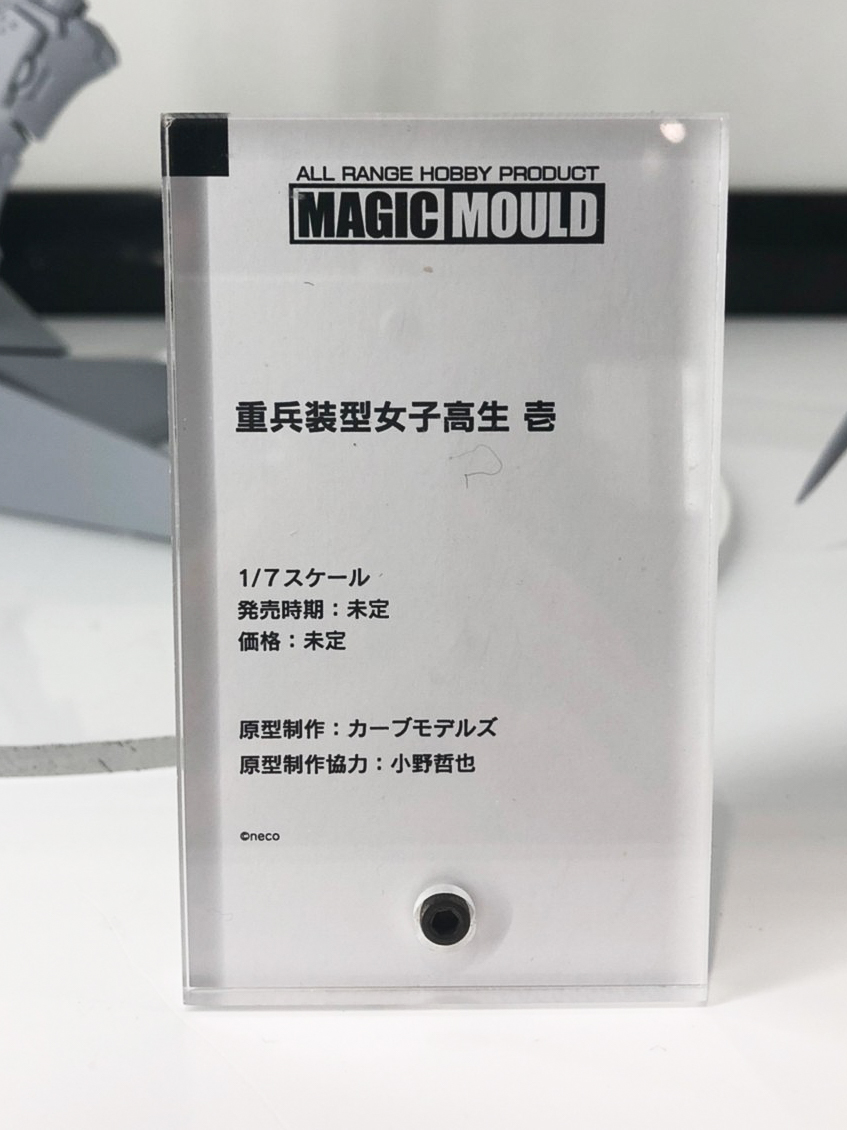 ALL RANGE HOBBY PRODUCT
MAGIC MOULD
重兵装型女子高生 壱
1/7スケール
発売時期：未定
価格：未定
原型制作：カーブモデルズ
原型制作協力：小野哲也
©neco